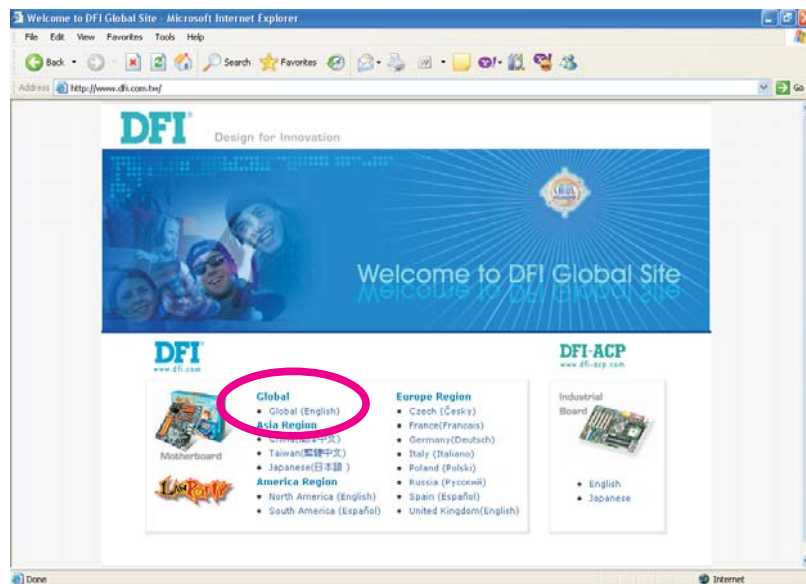 Welcome to DFI Global Site - Microsoft Internet Explorer
File Edit View Favorites Tools Help
Back Search Favorites
Address http://www.dfi.com.tw/ Go
DFI Design for Innovation
Welcome to DFI Global Site
DFI
www.dfi.com
Motherboard
LANPARTY
Global
Global (English)
Asia Region
Taiwan(繁體中文)
Japanese(日本語 )
America Region
North America (English)
South America (Español)
Europe Region
Czech (Česky)
France(Francais)
Germany(Deutsch)
Italy (Italiano)
Poland (Polski)
Russia (Русский)
Spain (Español)
United Kingdom(English)
DFI-ACP
www.dfi-acp.com
Industrial
Board
English
Japanese
Done Internet